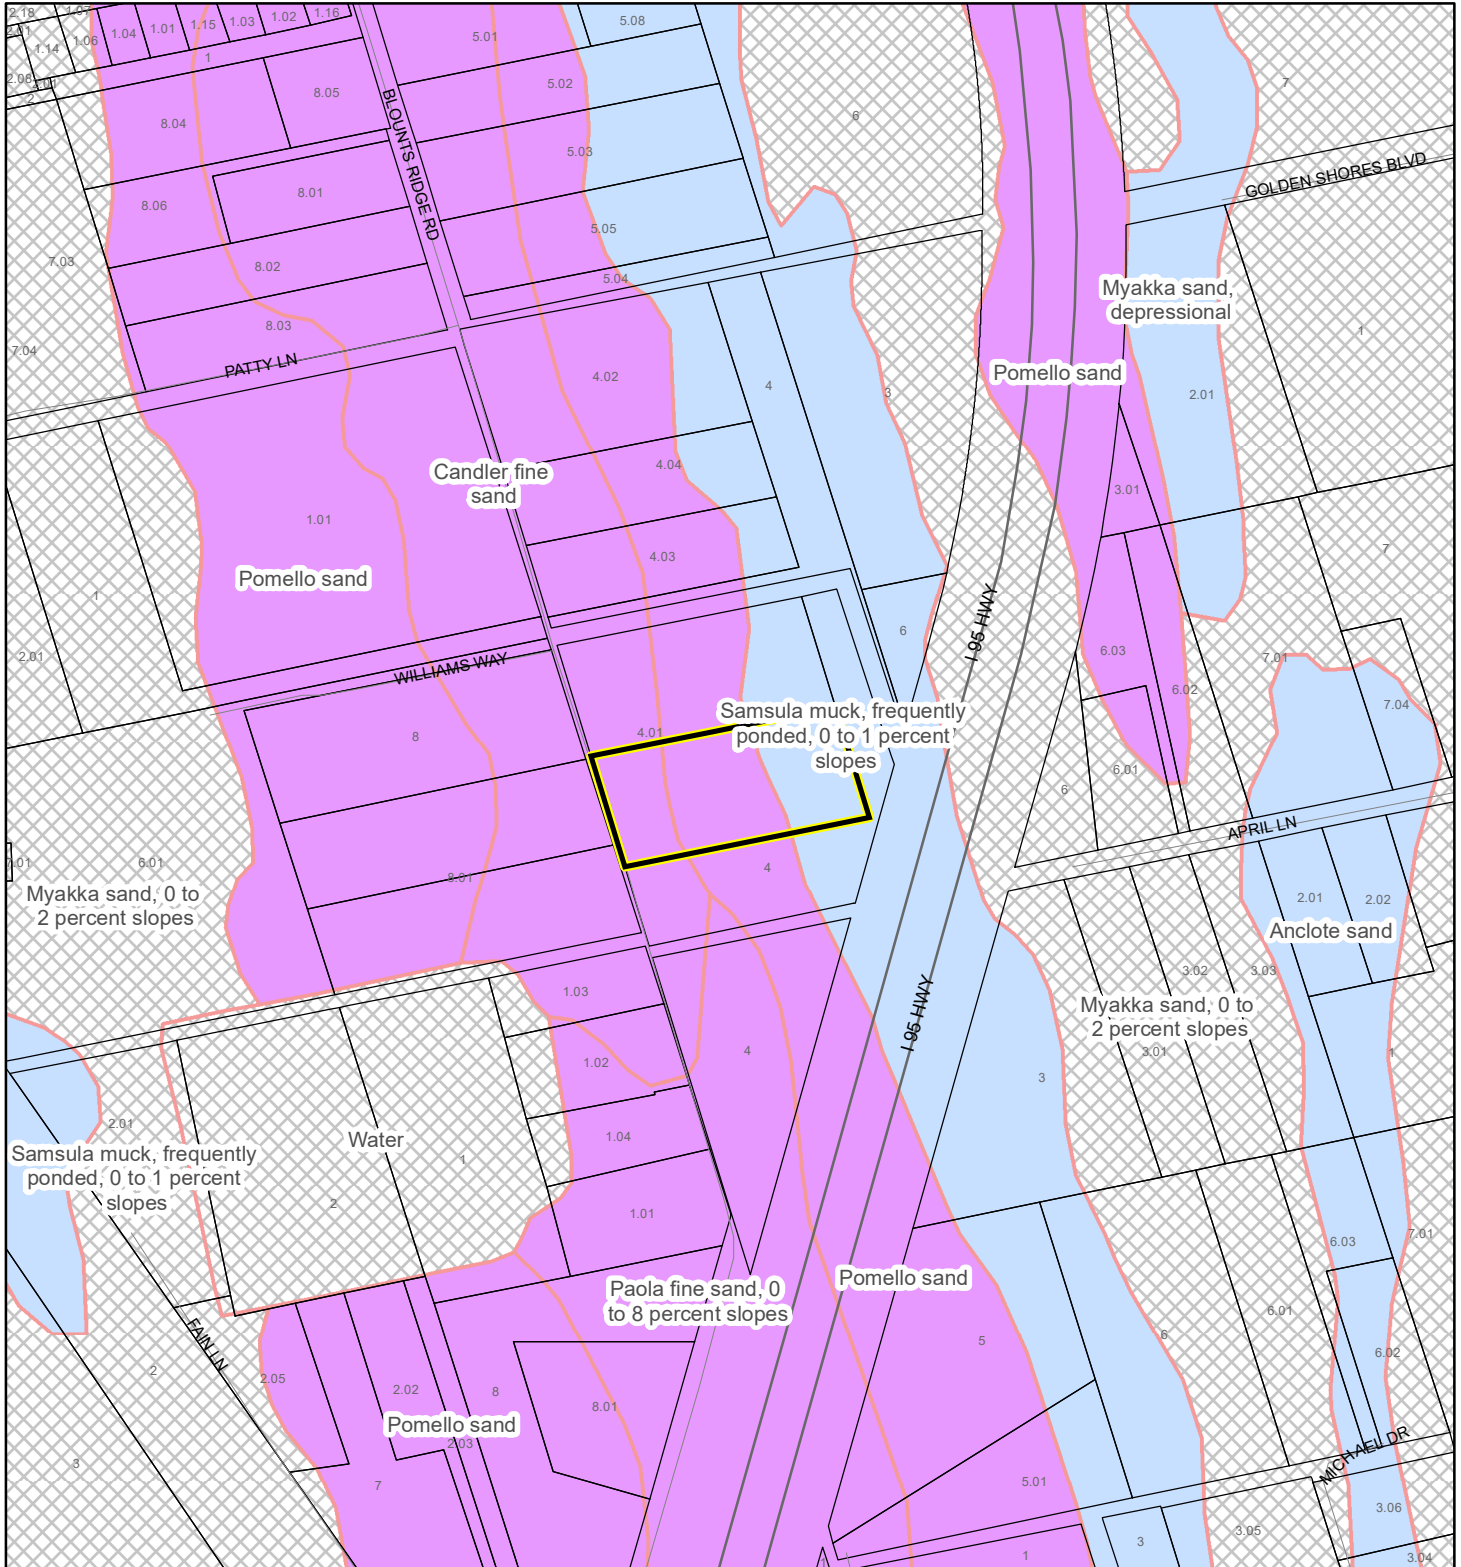 2.18
1.07
1.04
1.01
1.15
1.03
1.02
1.16
5.08
2.01
1.14
1.06
1
5.01
2.08
2.01
2
8.05
5.02
7
6
8.04
BLOUNTS RIDGE RD
5.03
GOLDEN SHORES BLVD
8.01
8.06
5.05
7.03
8.02
5.04
Myakka sand,
depressional
8.03
1
7.04
PATTY LN
4.02
4
3
Pomello sand
2.01
Candler fine
sand
4.04
3.01
1.01
4.03
7
Pomello sand
1
I 95 HWY
6
2.01
WILLIAMS WAY
6.03
7.01
6.02
7.04
8
4.01
Samsula muck, frequently
ponded, 0 to 1 percent
slopes
6.01
6
APRIL LN
7.01
6.01
8.01
4
Myakka sand, 0 to
2 percent slopes
2.01
2.02
Anclote sand
1.03
3.02
3.03
I 95 HWY
Myakka sand, 0 to
2 percent slopes
3.01
4
1.02
3
1
2.01
Water
1.04
1
Samsula muck, frequently
ponded, 0 to 1 percent
slopes
2
1.01
6.03
7.01
Paola fine sand, 0
to 8 percent slopes
Pomello sand
6.01
FAIN LN
2
5
6
6.02
2.05
2.02
8
8.01
Pomello sand
2.03
MICHAEL DR
3
7
5.01
3.06
3.05
3
1
1
3.04